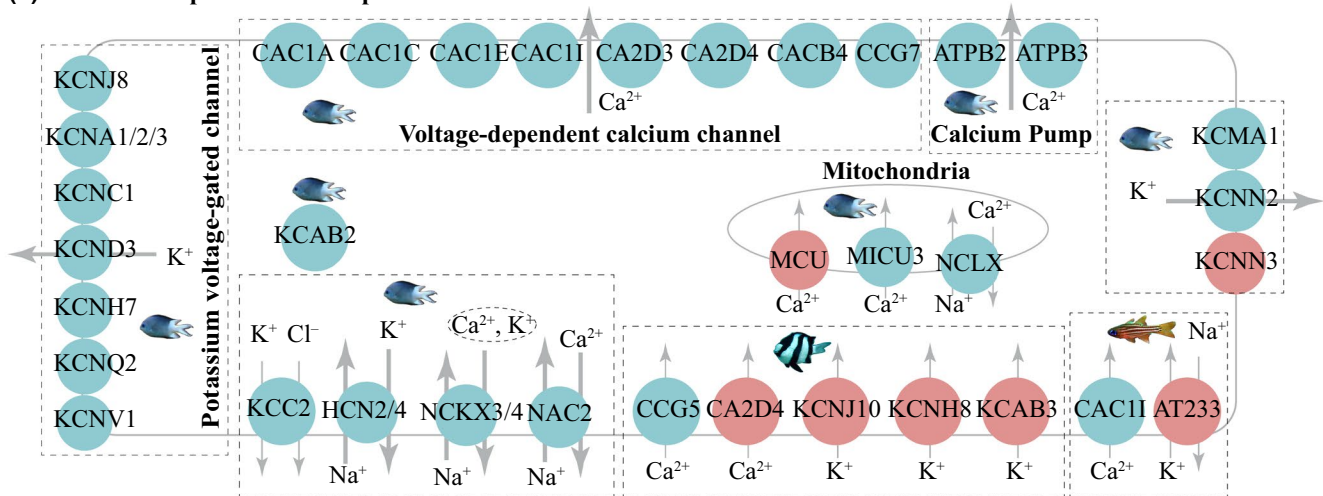 CAC1A CAC1C CAC1E CAC1I CA2D3 CA2D4 CACB4 CCG7
Ca²⁺
Voltage-dependent calcium channel
ATPB2 ATPB3
Ca²⁺
Calcium Pump
KCNJ8
KCNA1/2/3
KCNC1
KCND3
K⁺
KCNH7
KCNQ2
KCNV1
Potassium voltage-gated channel
KCAB2
Mitochondria
Ca²⁺
MCU MICU3 NCLX
Ca²⁺ Ca²⁺ Na⁺
KCMA1
K⁺
KCNN2
KCNN3
K⁺ Cl⁻ K⁺ Ca²⁺, K⁺ Ca²⁺
KCC2 HCN2/4 NCKX3/4 NAC2
Na⁺ Na⁺ Na⁺
CCG5 CA2D4 KCNJ10 KCNH8 KCAB3
Ca²⁺ Ca²⁺ K⁺ K⁺ K⁺
Na⁺
CAC1I AT233
Ca²⁺ K⁺